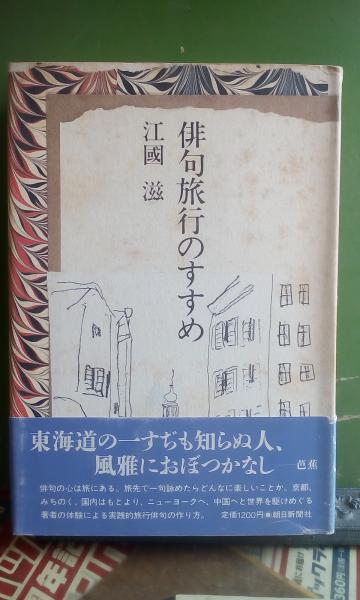 俳句旅行のすすめ
江國 滋
東海道の一すぢも知らぬ人、
風雅におぼつかなし——芭蕉
俳句の心は旅にある。旅先で一句詠めたらどんなに楽しいことか。京都、
みちのく。国内はもとより、ニューヨークへ、中国へと世界を駆けめぐる
著者の体験による実践的旅行俳句の作り方。
定価1200円●朝日新聞社
360円